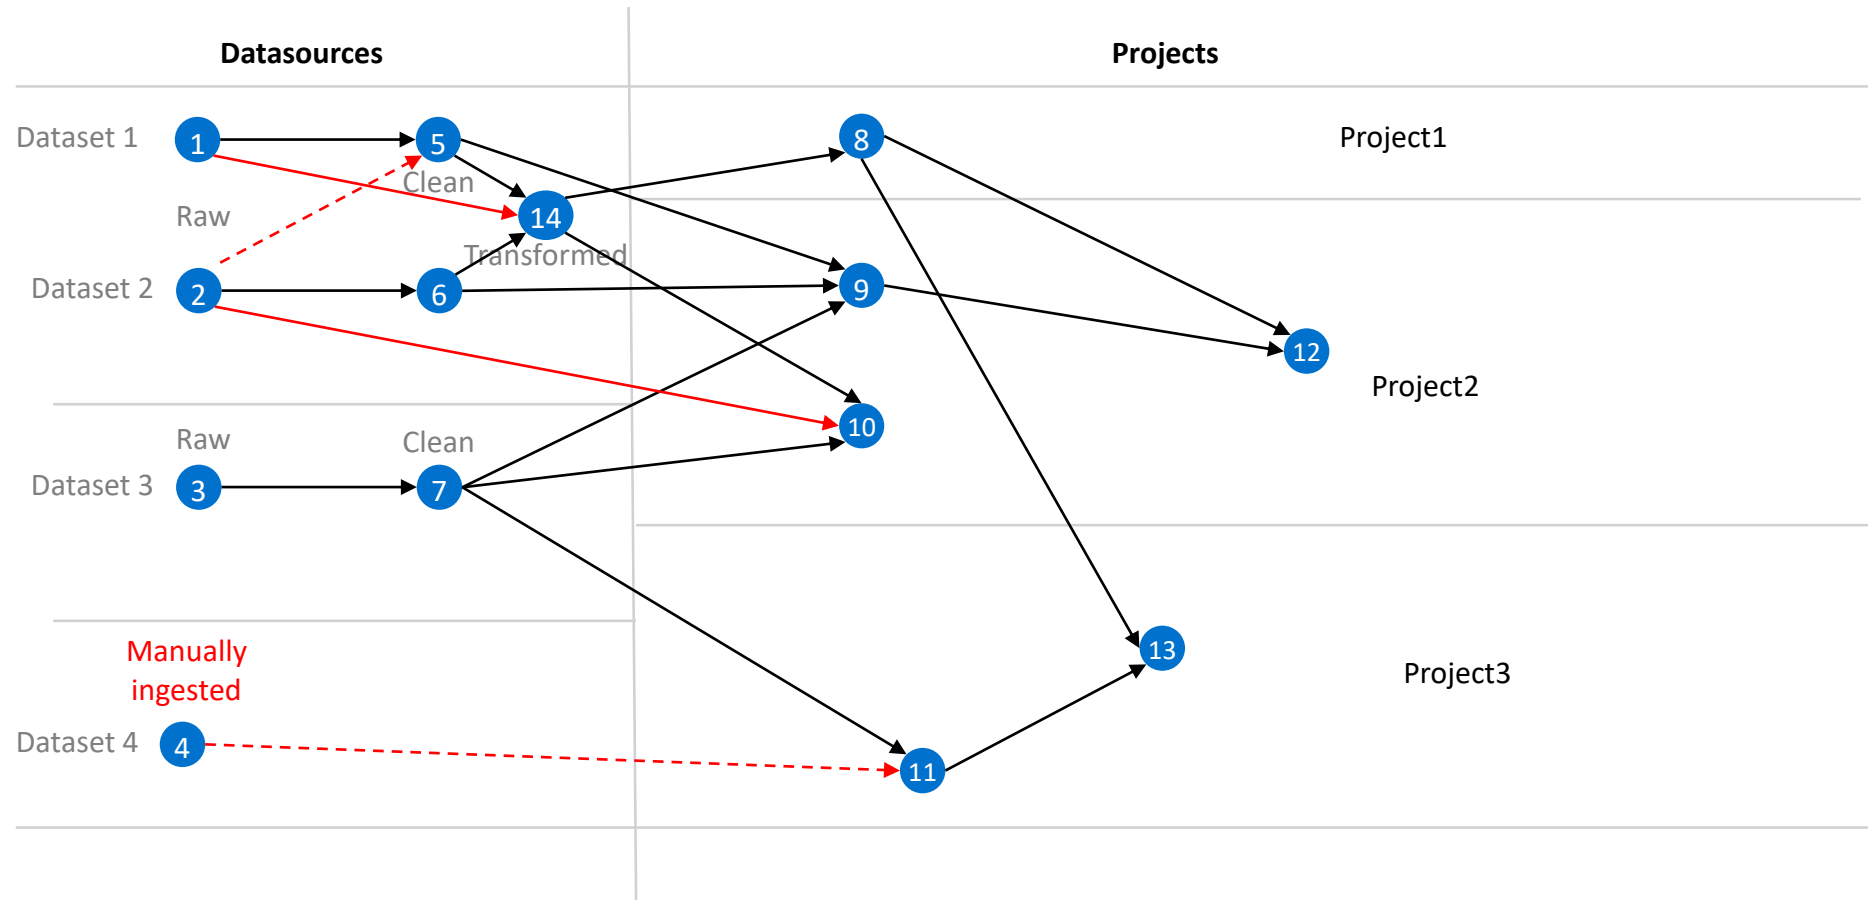 Datasources
Projects
Dataset 1
1
5
8
Project1
Clean
Raw
14
Transformed
Dataset 2
2
6
9
12
Project2
10
Raw
Clean
Dataset 3
3
7
Manually
ingested
13
Project3
Dataset 4
4
11